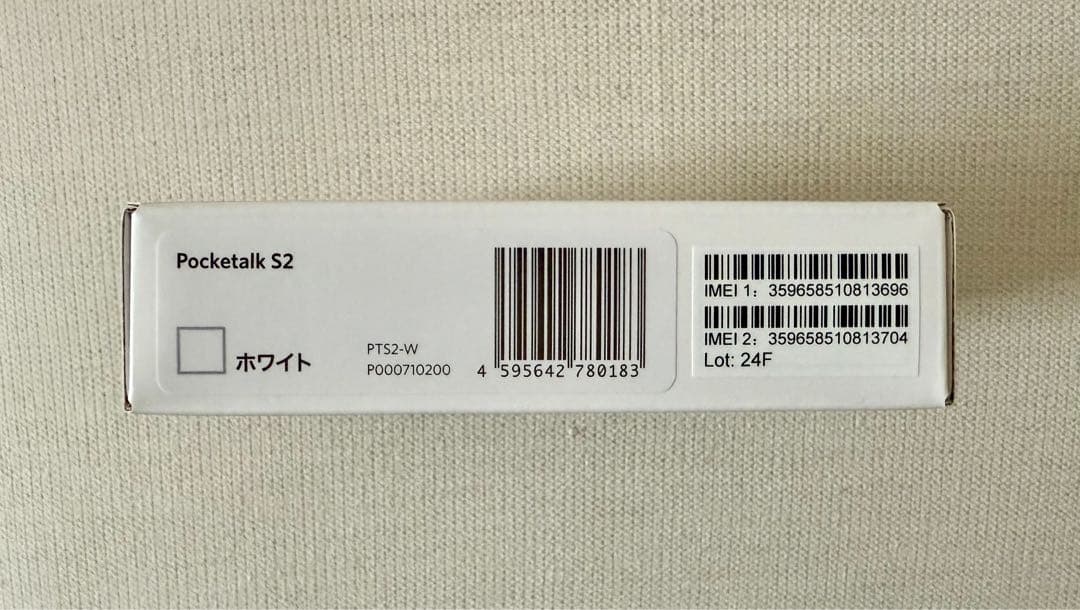 Pocketalk S2
ホワイト
PTS2-W
P000710200
4 595642 780183
IMEI 1: 359658510813696
IMEI 2: 359658510813704
Lot: 24F